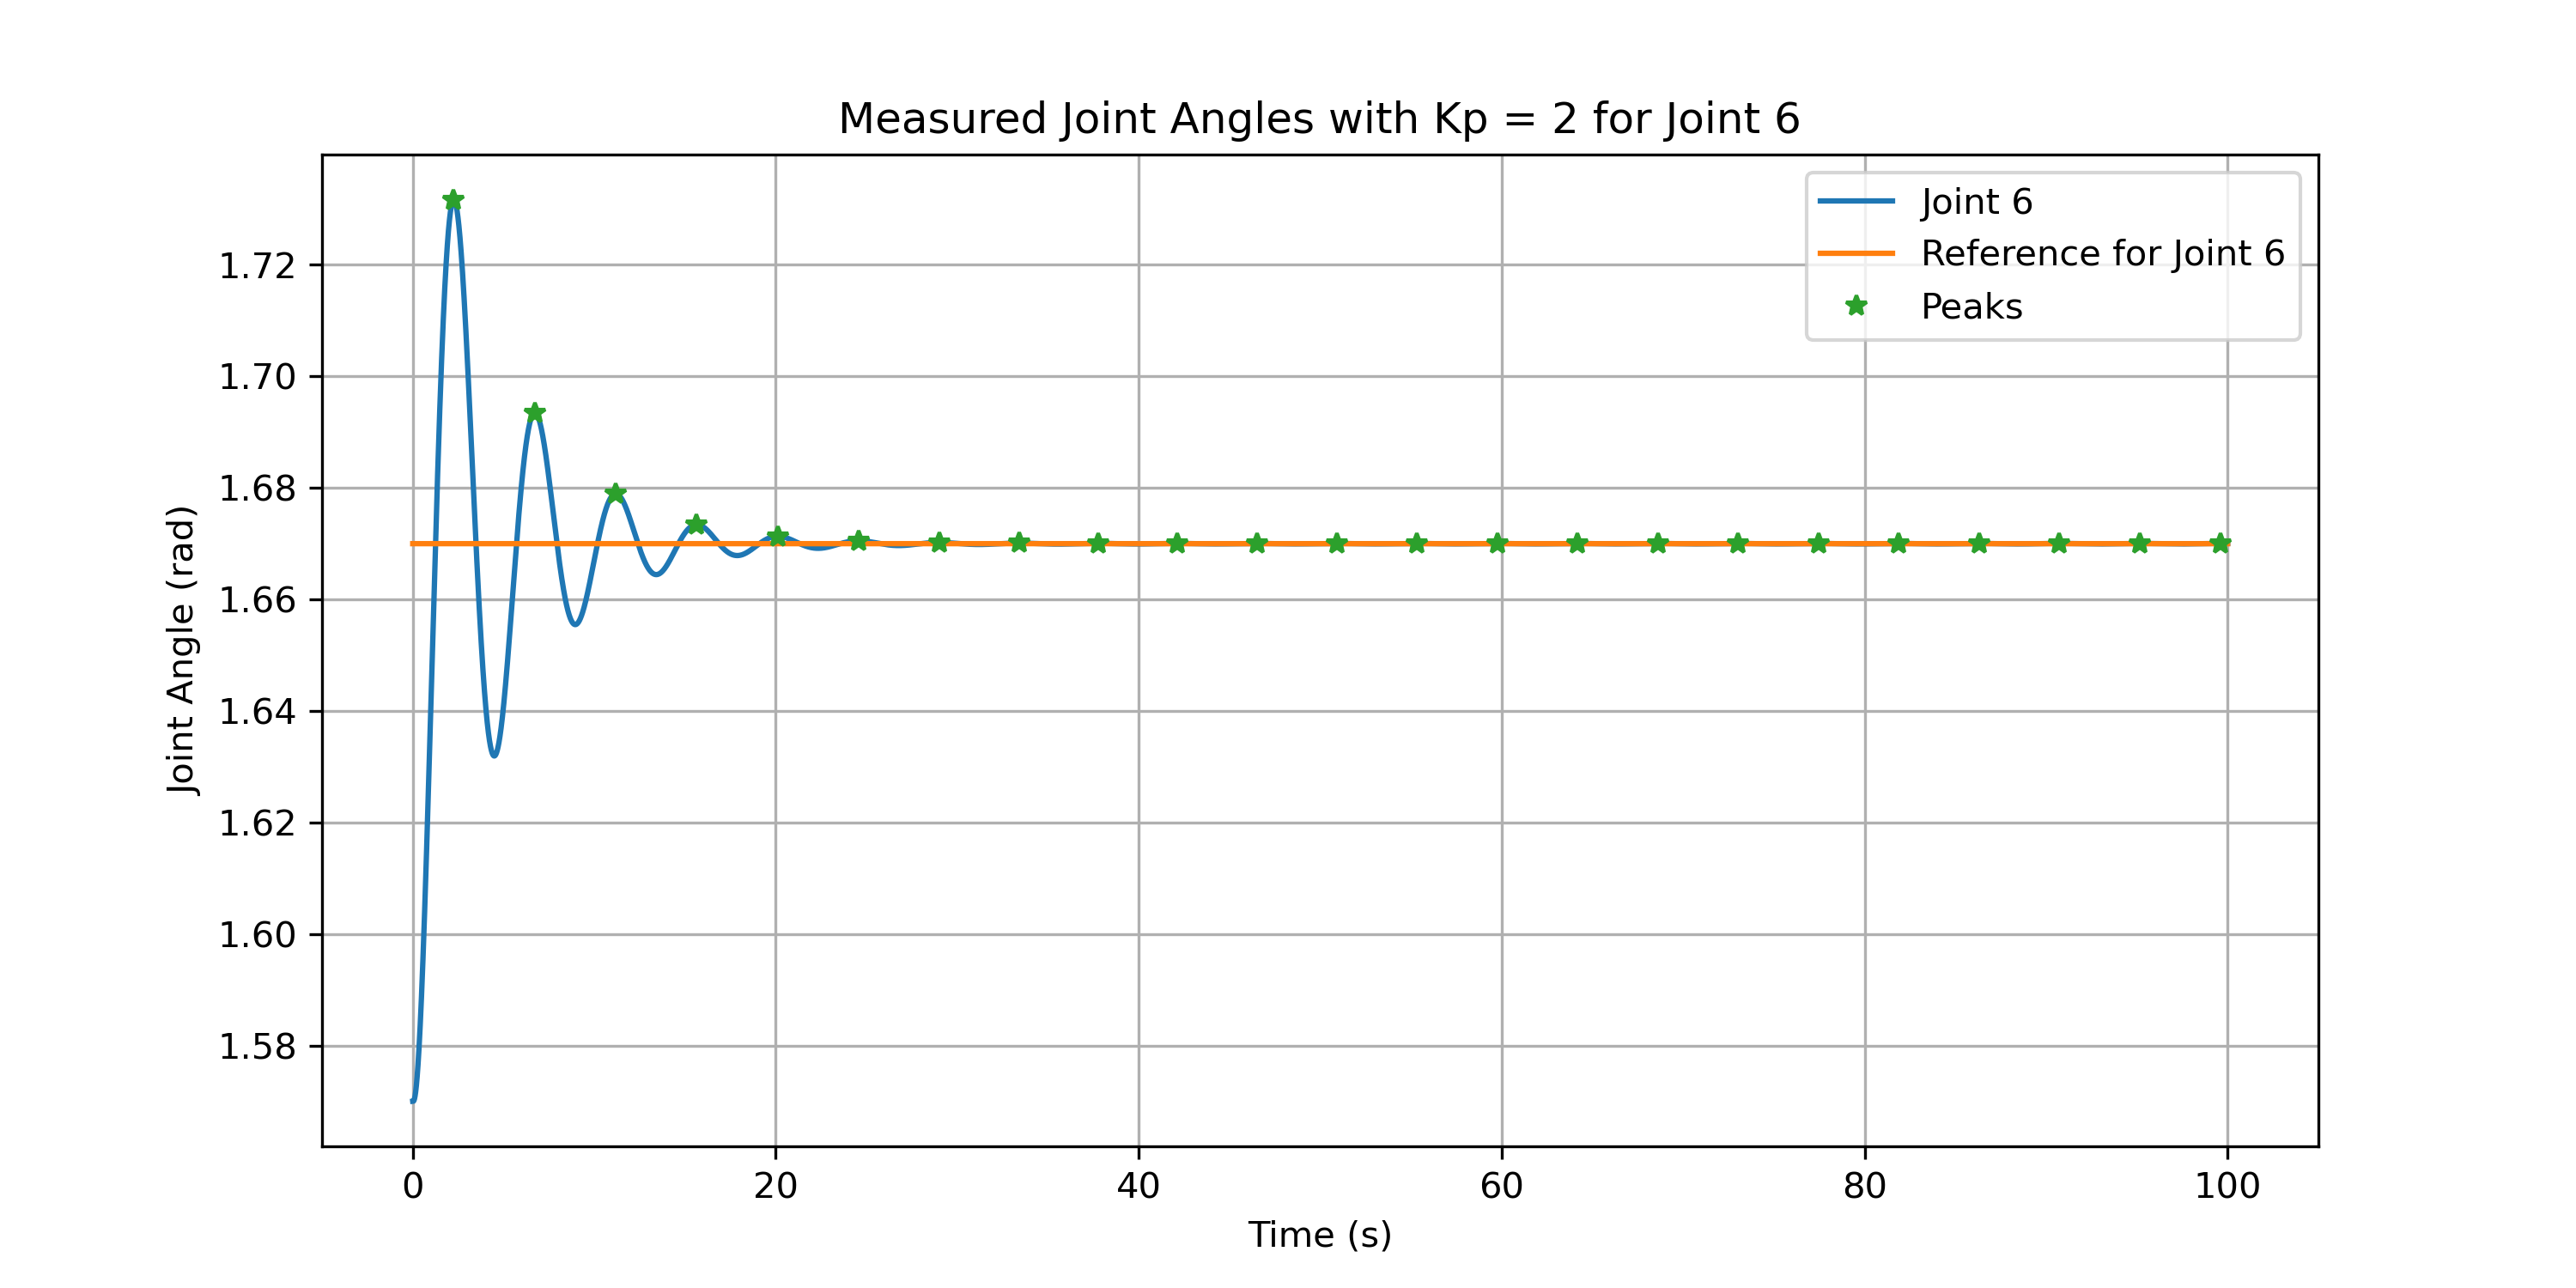 Measured Joint Angles with Kp = 2 for Joint 6
Joint 6
Reference for Joint 6
Peaks
Joint Angle (rad)
1.72
1.70
1.68
1.66
1.64
1.62
1.60
1.58
0 20 40 60 80 100
Time (s)